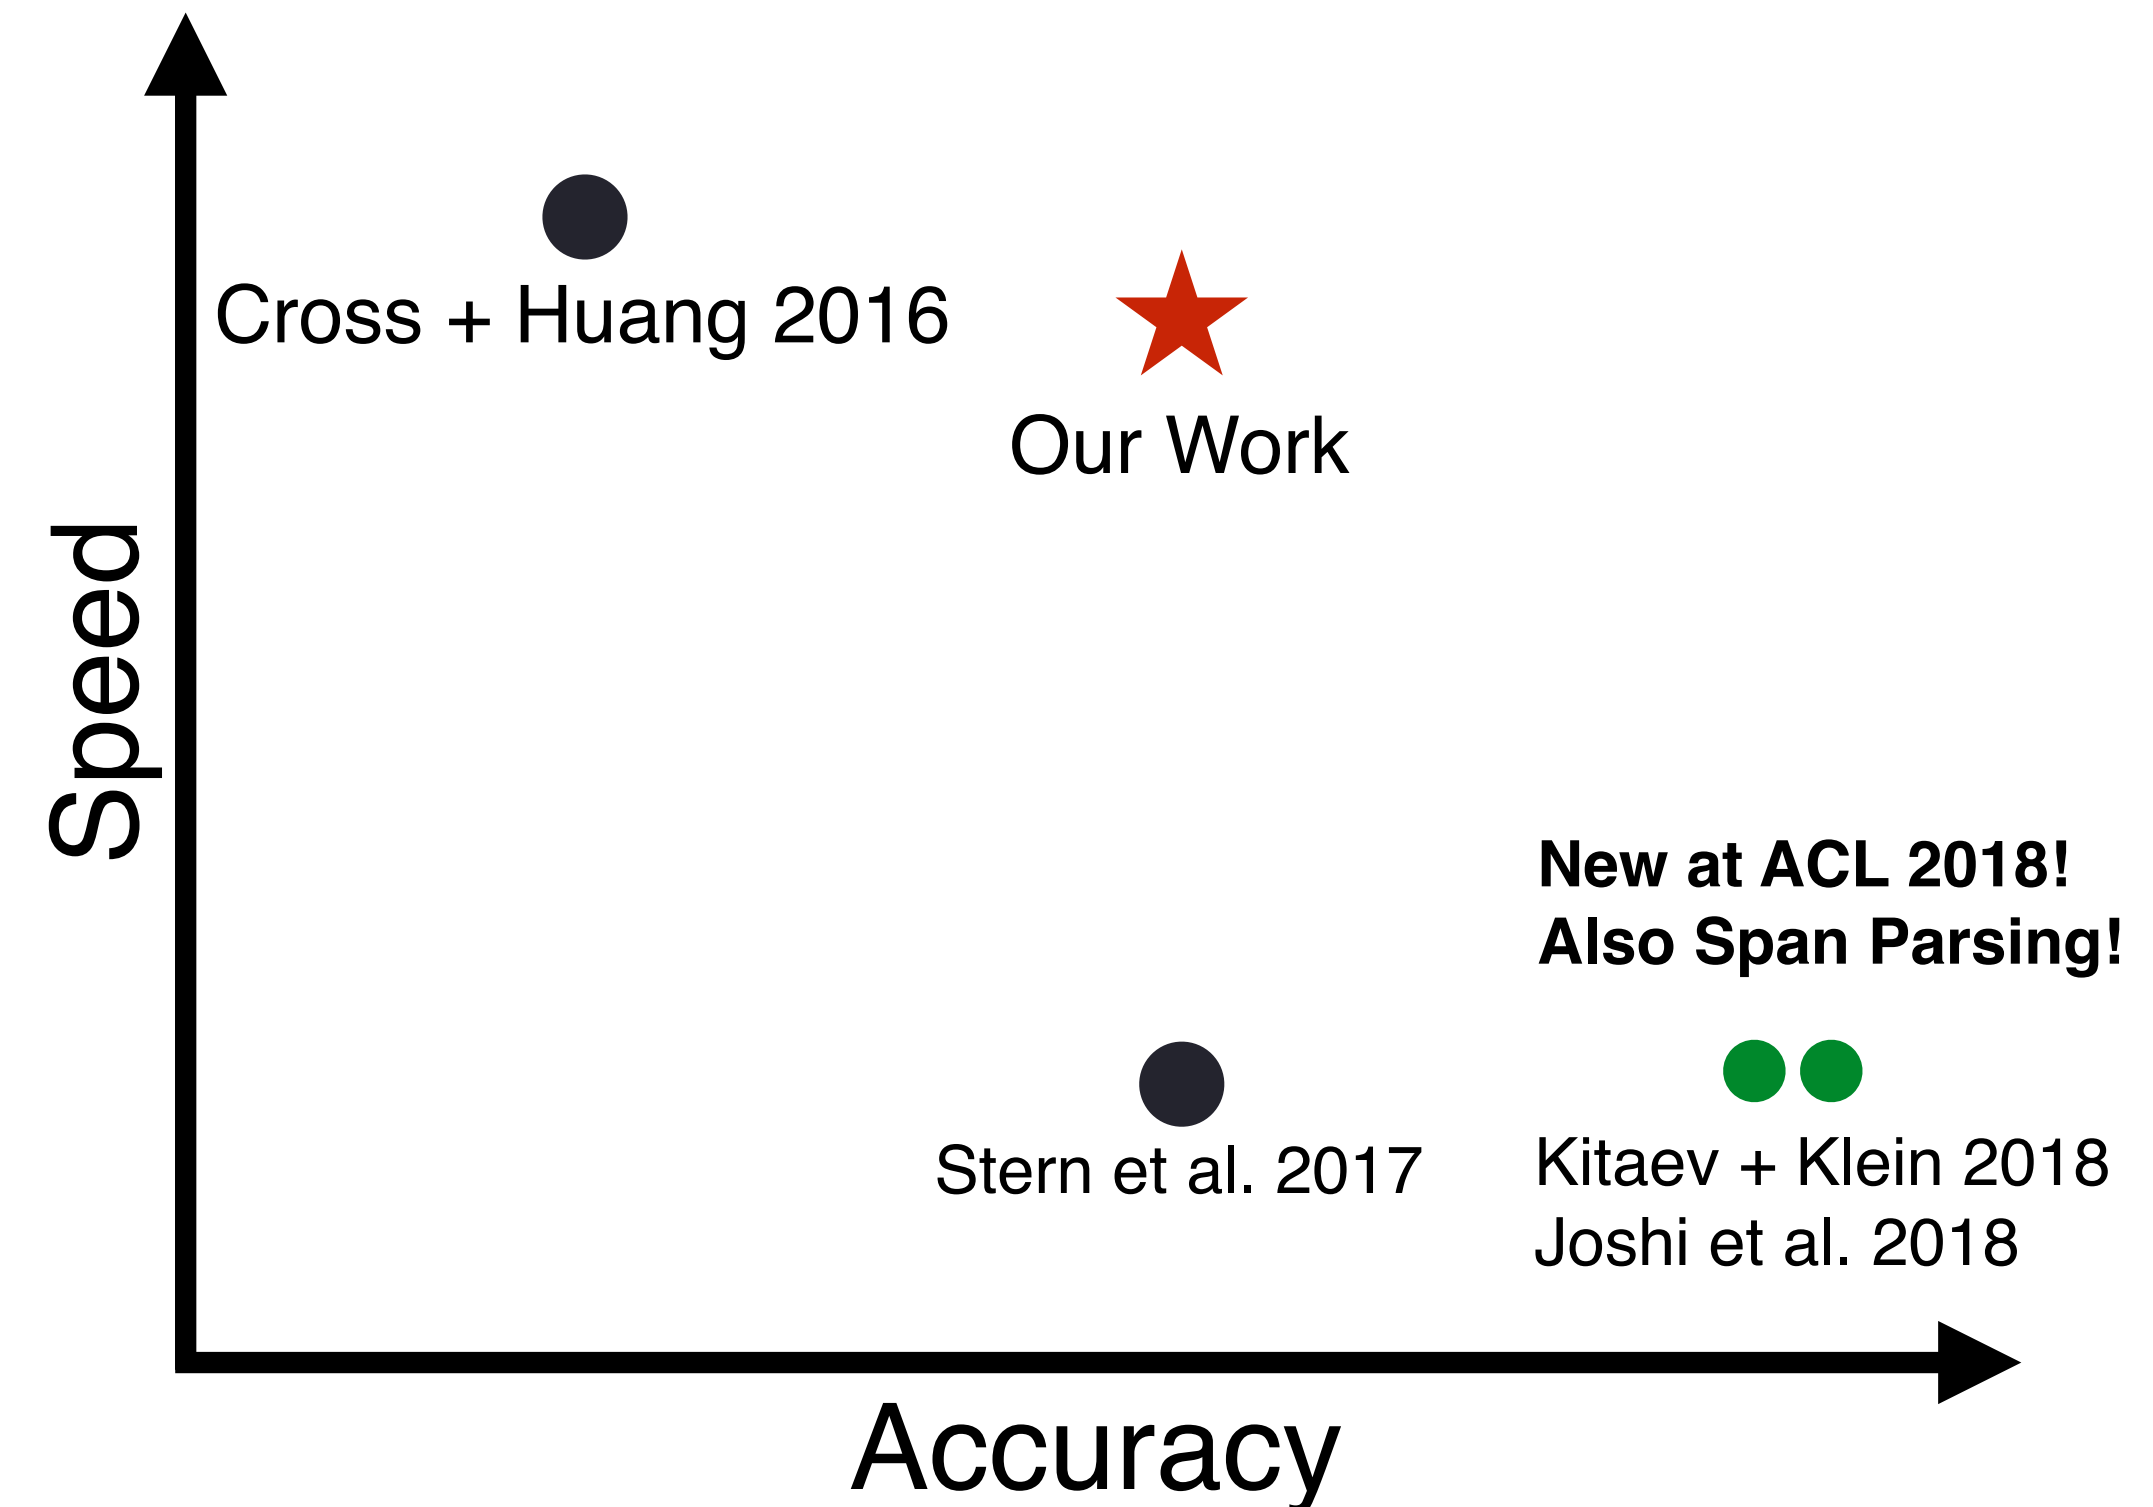 Speed
Cross + Huang 2016
Our Work
New at ACL 2018!
Also Span Parsing!
Stern et al. 2017
Kitaev + Klein 2018
Joshi et al. 2018
Accuracy